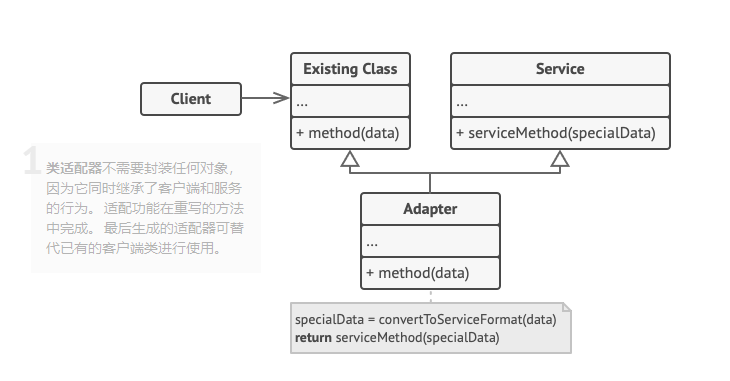 Existing Class
...
+ method(data)
Service
...
+ serviceMethod(specialData)
Client
1
类适配器不需要封装任何对象，
因为它同时继承了客户端和服务
的行为。适配功能在重写的方法
中完成。最后生成的适配器可替
代已有的客户端类进行使用。
Adapter
...
+ method(data)
specialData = convertToServiceFormat(data)
return serviceMethod(specialData)